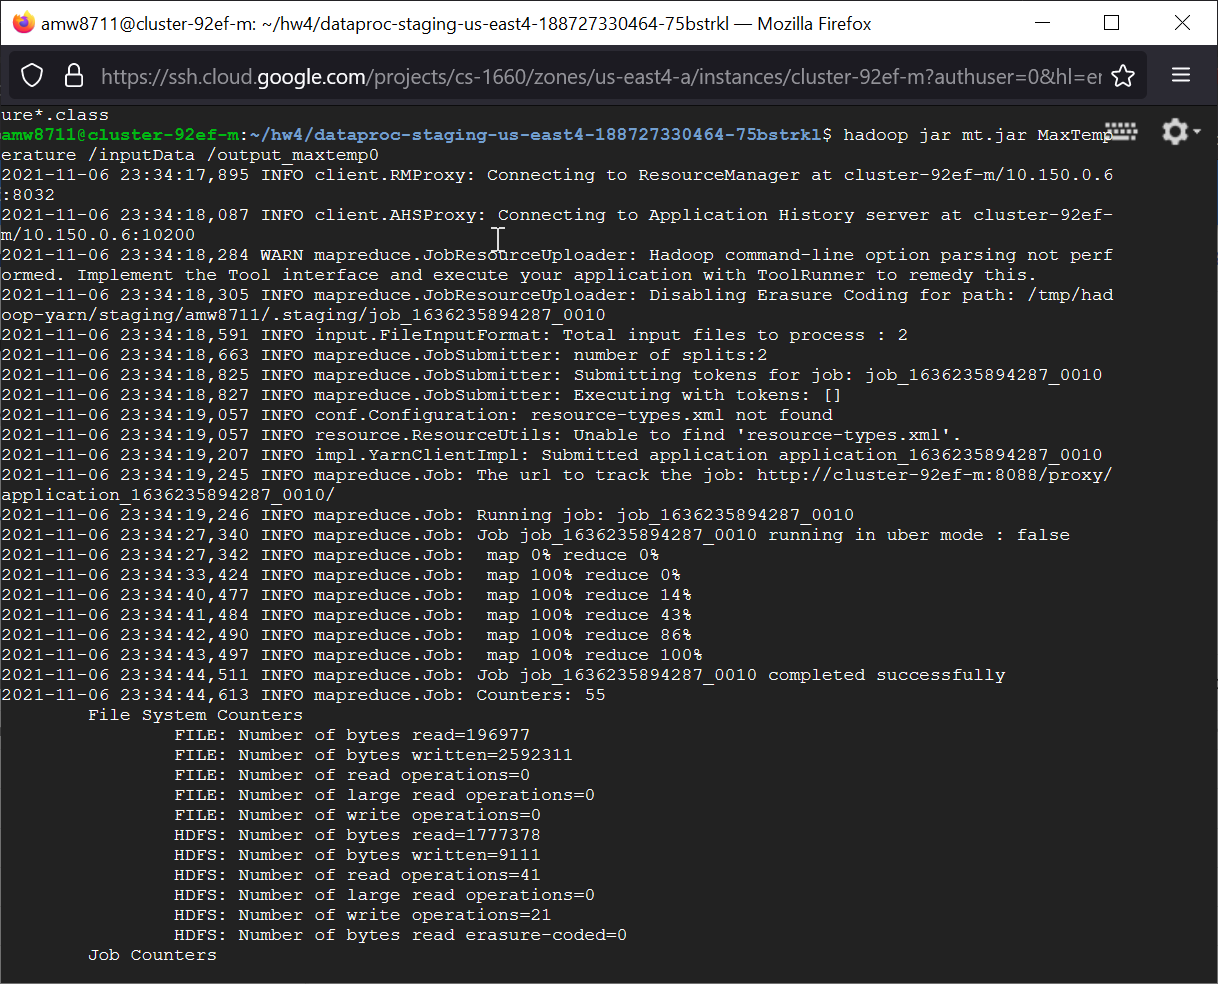 amw8711@cluster-92ef-m: ~/hw4/dataproc-staging-us-east4-188727330464-75bstrkl — Mozilla Firefox
https://ssh.cloud.google.com/projects/cs-1660/zones/us-east4-a/instances/cluster-92ef-m?authuser=0&hl=er
ure*.class
amw8711@cluster-92ef-m:~/hw4/dataproc-staging-us-east4-188727330464-75bstrkl$ hadoop jar mt.jar MaxTemp
erature /inputData /output_maxtemp0
2021-11-06 23:34:17,895 INFO client.RMProxy: Connecting to ResourceManager at cluster-92ef-m/10.150.0.6
:8032
2021-11-06 23:34:18,087 INFO client.AHSProxy: Connecting to Application History server at cluster-92ef-
m/10.150.0.6:10200
2021-11-06 23:34:18,284 WARN mapreduce.JobResourceUploader: Hadoop command-line option parsing not perf
ormed. Implement the Tool interface and execute your application with ToolRunner to remedy this.
2021-11-06 23:34:18,305 INFO mapreduce.JobResourceUploader: Disabling Erasure Coding for path: /tmp/had
oop-yarn/staging/amw8711/.staging/job_1636235894287_0010
2021-11-06 23:34:18,591 INFO input.FileInputFormat: Total input files to process : 2
2021-11-06 23:34:18,663 INFO mapreduce.JobSubmitter: number of splits:2
2021-11-06 23:34:18,825 INFO mapreduce.JobSubmitter: Submitting tokens for job: job_1636235894287_0010
2021-11-06 23:34:18,827 INFO mapreduce.JobSubmitter: Executing with tokens: []
2021-11-06 23:34:19,057 INFO conf.Configuration: resource-types.xml not found
2021-11-06 23:34:19,057 INFO resource.ResourceUtils: Unable to find 'resource-types.xml'.
2021-11-06 23:34:19,207 INFO impl.YarnClientImpl: Submitted application application_1636235894287_0010
2021-11-06 23:34:19,245 INFO mapreduce.Job: The url to track the job: http://cluster-92ef-m:8088/proxy/
application_1636235894287_0010/
2021-11-06 23:34:19,246 INFO mapreduce.Job: Running job: job_1636235894287_0010
2021-11-06 23:34:27,340 INFO mapreduce.Job: Job job_1636235894287_0010 running in uber mode : false
2021-11-06 23:34:27,342 INFO mapreduce.Job:  map 0% reduce 0%
2021-11-06 23:34:33,424 INFO mapreduce.Job:  map 100% reduce 0%
2021-11-06 23:34:40,477 INFO mapreduce.Job:  map 100% reduce 14%
2021-11-06 23:34:41,484 INFO mapreduce.Job:  map 100% reduce 43%
2021-11-06 23:34:42,490 INFO mapreduce.Job:  map 100% reduce 86%
2021-11-06 23:34:43,497 INFO mapreduce.Job:  map 100% reduce 100%
2021-11-06 23:34:44,511 INFO mapreduce.Job: Job job_1636235894287_0010 completed successfully
2021-11-06 23:34:44,613 INFO mapreduce.Job: Counters: 55
File System Counters
FILE: Number of bytes read=196977
FILE: Number of bytes written=2592311
FILE: Number of read operations=0
FILE: Number of large read operations=0
FILE: Number of write operations=0
HDFS: Number of bytes read=1777378
HDFS: Number of bytes written=9111
HDFS: Number of read operations=41
HDFS: Number of large read operations=0
HDFS: Number of write operations=21
HDFS: Number of bytes read erasure-coded=0
Job Counters